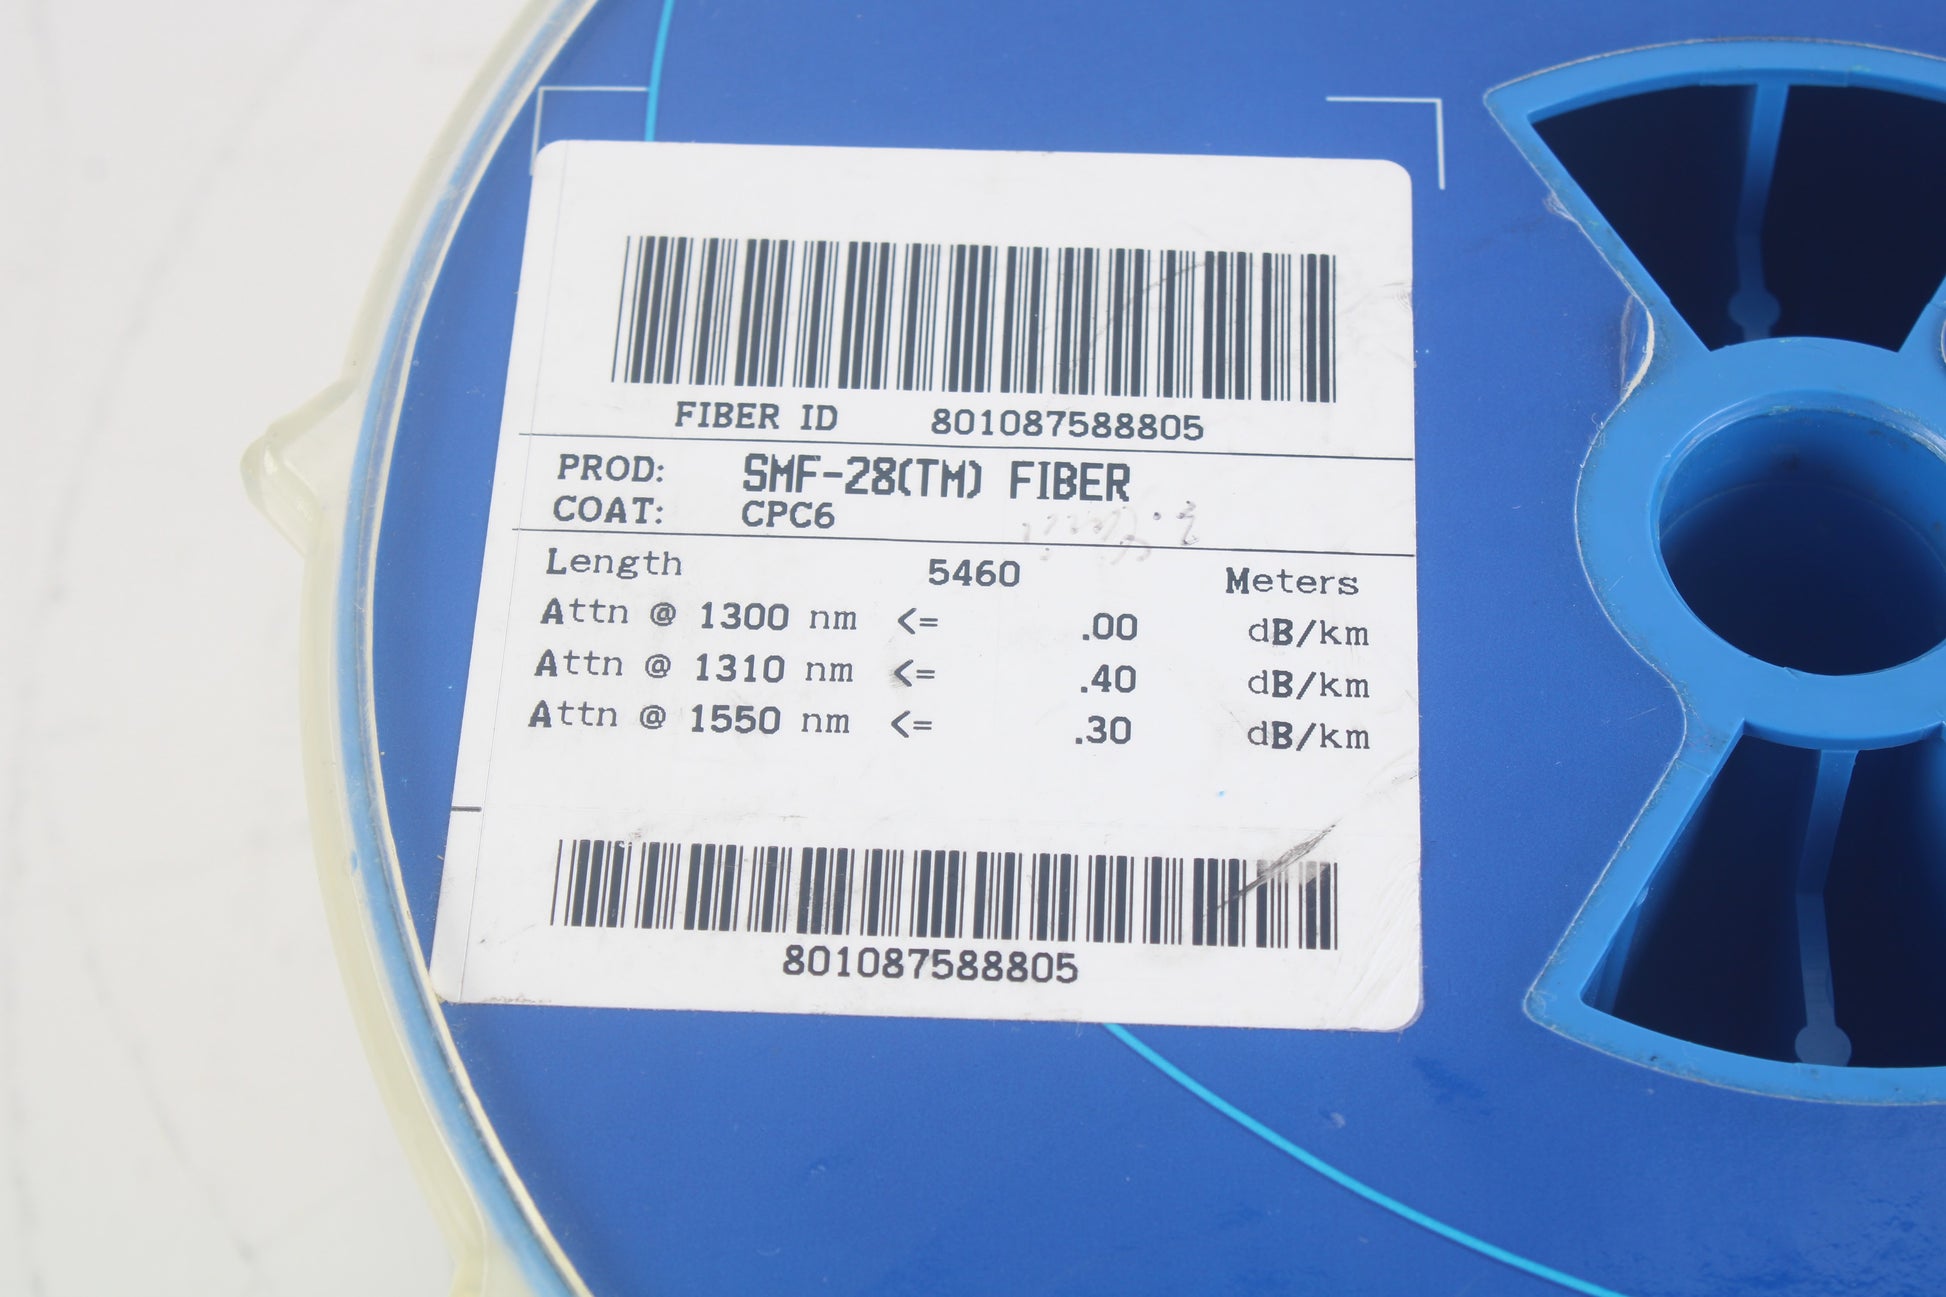 FIBER ID 801087588805
PROD: SMF-28(TM) FIBER
COAT: CPC6
Length 5460 Meters
Attn @ 1300 nm <= .00 dB/km
Attn @ 1310 nm <= .40 dB/km
Attn @ 1550 nm <= .30 dB/km
801087588805